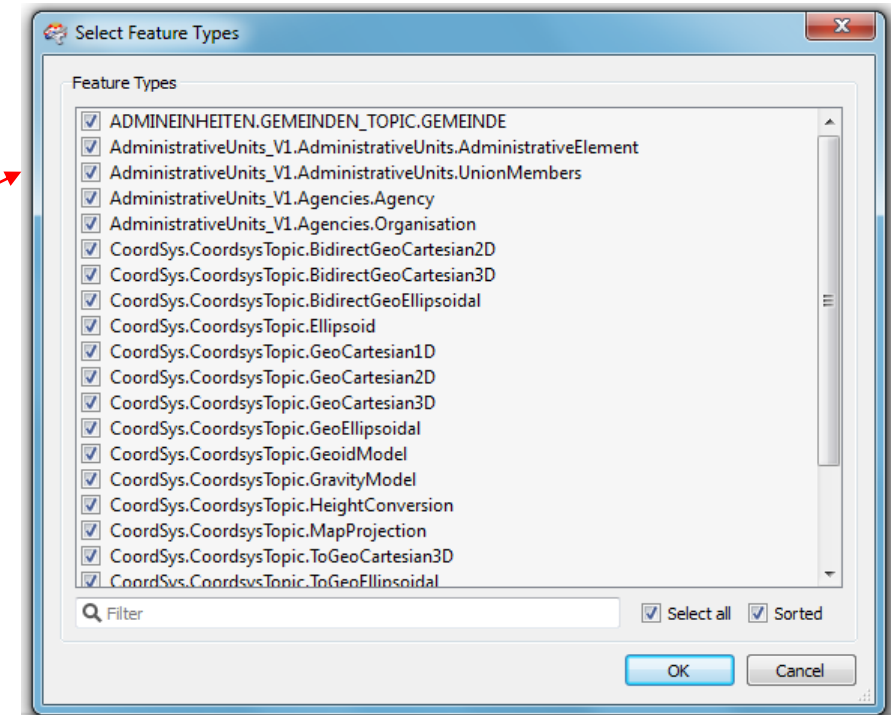 Select Feature Types
Feature Types
ADMINEINHEITEN.GEMEINDEN_TOPIC.GEMEINDE
AdministrativeUnits_V1.AdministrativeUnits.AdministrativeElement
AdministrativeUnits_V1.AdministrativeUnits.UnionMembers
AdministrativeUnits_V1.Agencies.Agency
AdministrativeUnits_V1.Agencies.Organisation
CoordSys.CoordsysTopic.BidirectGeoCartesian2D
CoordSys.CoordsysTopic.BidirectGeoCartesian3D
CoordSys.CoordsysTopic.BidirectGeoEllipsoidal
CoordSys.CoordsysTopic.Ellipsoid
CoordSys.CoordsysTopic.GeoCartesian1D
CoordSys.CoordsysTopic.GeoCartesian2D
CoordSys.CoordsysTopic.GeoCartesian3D
CoordSys.CoordsysTopic.GeoEllipsoidal
CoordSys.CoordsysTopic.GeoidModel
CoordSys.CoordsysTopic.GravityModel
CoordSys.CoordsysTopic.HeightConversion
CoordSys.CoordsysTopic.MapProjection
CoordSys.CoordsysTopic.ToGeoCartesian3D
CoordSys.CoordsysTopic.ToGeoEllipsoidal
Filter Select all Sorted
OK Cancel